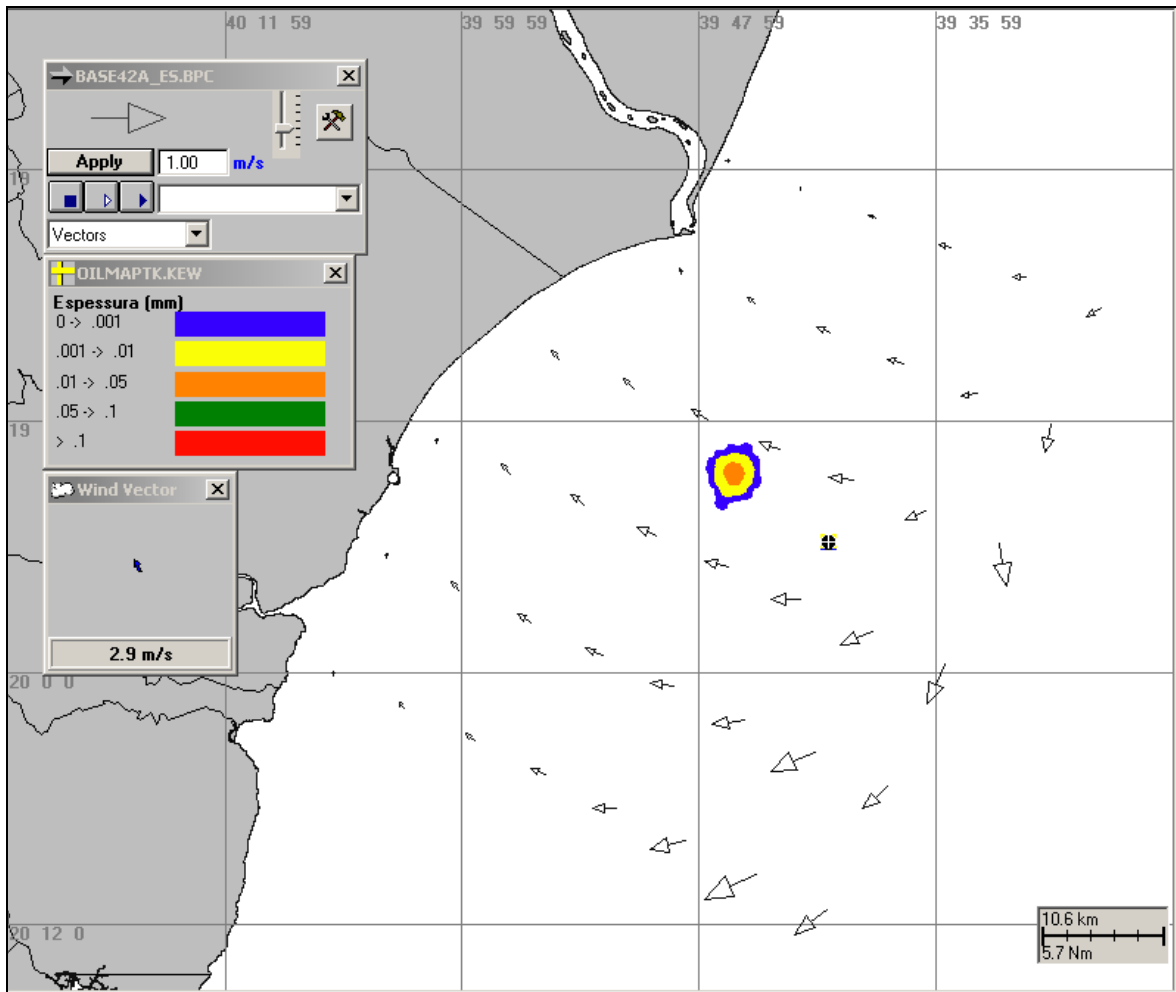 40 11 59
39 59 59
39 47 59
39 35 59
BASE42A_ES.BPC
Apply
1.00
m/s
Vectors
19
OILMAPTK.KEW
Espessura (mm)
0 -> .001
.001 -> .01
.01 -> .05
.05 -> .1
> .1
19
Wind Vector
2.9 m/s
20 0 0
20 12 0
10.6 km
5.7 Nm